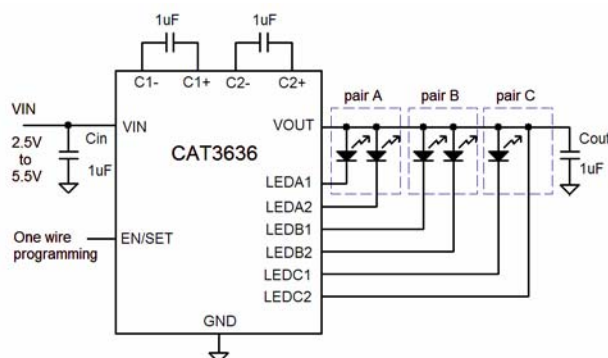 1uF
1uF
C1- C1+ C2- C2+
pair A pair B pair C
VIN
VIN
VOUT
2.5V
to
5.5V
Cin
1uF
CAT3636
Cout
1uF
LEDA1
LEDA2
LEDB1
LEDB2
LEDC1
LEDC2
One wire
programming
EN/SET
GND